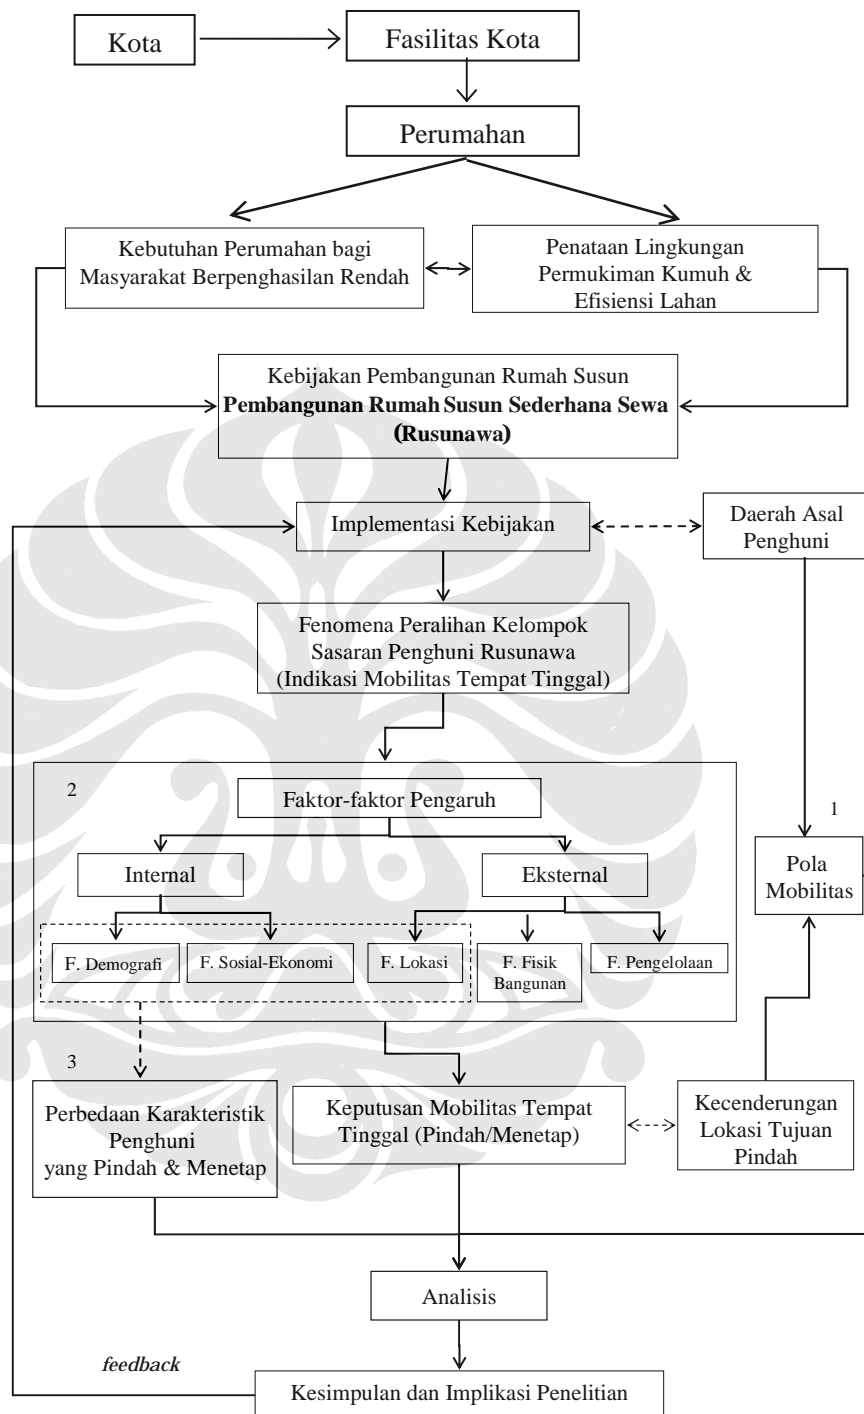 Kota
Fasilitas Kota
Perumahan
Kebutuhan Perumahan bagi
Masyarakat Berpenghasilan Rendah
Penataan Lingkungan
Permukiman Kumuh &
Efisiensi Lahan
Kebijakan Pembangunan Rumah Susun
Pembangunan Rumah Susun Sederhana Sewa
(Rusunawa)
Implementasi Kebijakan
Daerah Asal
Penghuni
Fenomena Peralihan Kelompok
Sasaran Penghuni Rusunawa
(Indikasi Mobilitas Tempat Tinggal)
2
Faktor-faktor Pengaruh
1
Internal
Eksternal
Pola
Mobilitas
F. Demografi
F. Sosial-Ekonomi
F. Lokasi
F. Fisik
Bangunan
F. Pengelolaan
3
Perbedaan Karakteristik
Penghuni
yang Pindah & Menetap
Keputusan Mobilitas Tempat
Tinggal (Pindah/Menetap)
Kecenderungan
Lokasi Tujuan
Pindah
Analisis
feedback
Kesimpulan dan Implikasi Penelitian